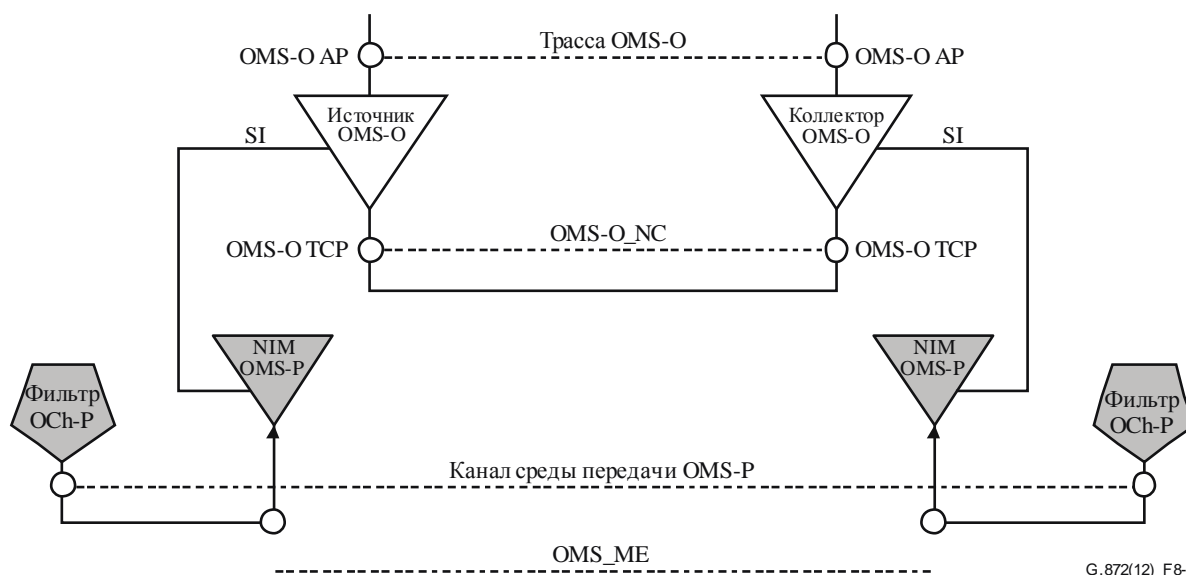 Трасса OMS-O
OMS-O AP
OMS-O AP
Источник
OMS-O
Коллектор
OMS-O
SI
SI
OMS-O_NC
OMS-O TCP
OMS-O TCP
NIM
OMS-P
NIM
OMS-P
Фильтр
OCh-P
Фильтр
OCh-P
Канал среды передачи OMS-P
OMS_ME
G.872(12)_F8-